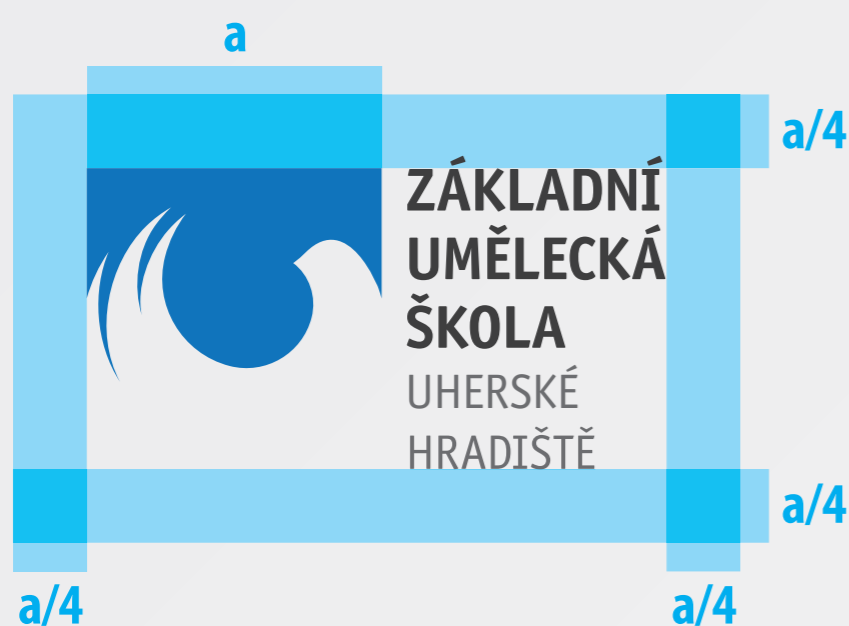 a
a/4
ZÁKLADNÍ
UMĚLECKÁ
ŠKOLA
UHERSKÉ
HRADIŠTĚ
a/4
a/4
a/4